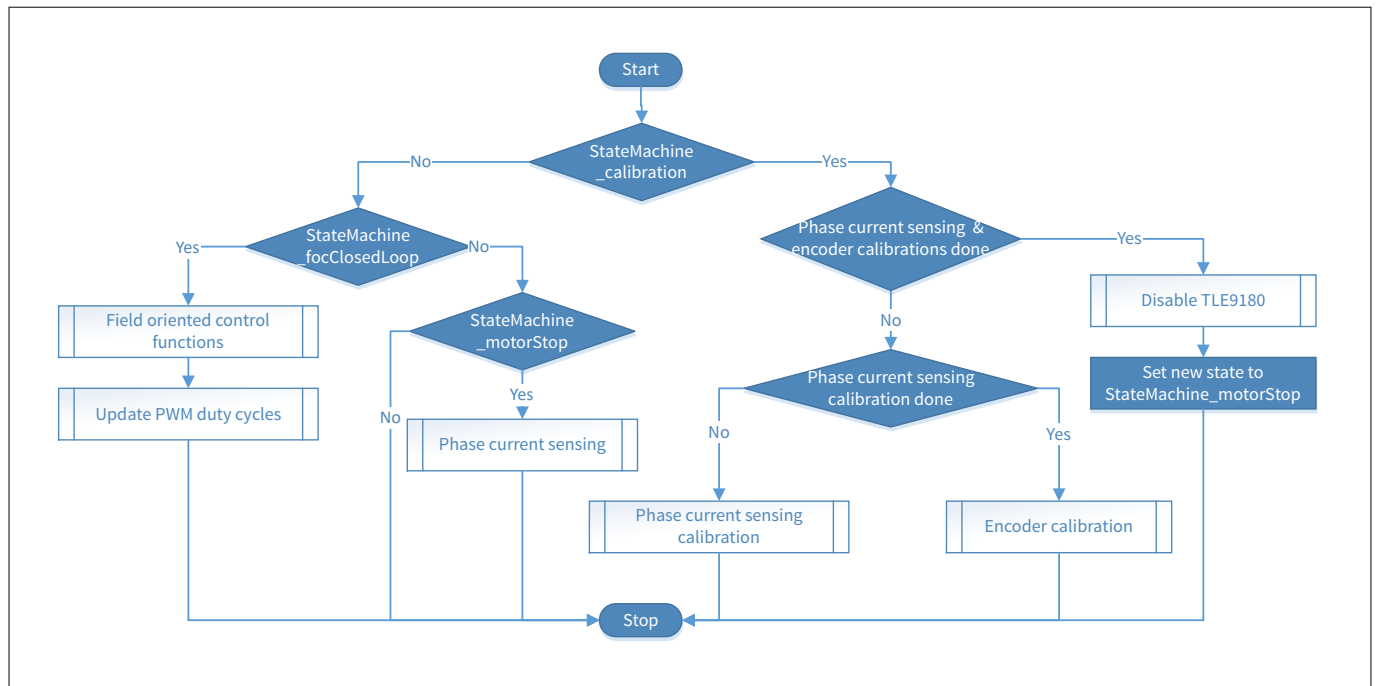 Start
StateMachine
_calibration
No
Yes
StateMachine
_focClosedLoop
Phase current sensing &
encoder calibrations done
Yes
No
Yes
Field oriented control
functions
StateMachine
_motorStop
No
Disable TLE9180
Update PWM duty cycles
No
Yes
Phase current sensing
calibration done
Set new state to
StateMachine_motorStop
Phase current sensing
No
Yes
Phase current sensing
calibration
Encoder calibration
Stop